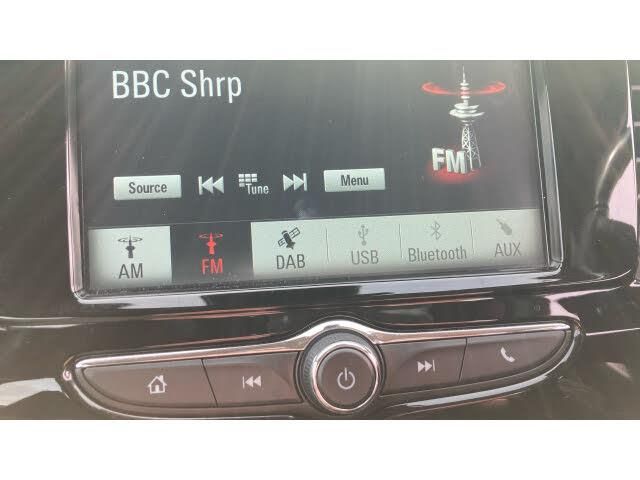 BBC Shrp
FM
Source Tune Menu
AM FM DAB USB Bluetooth AUX